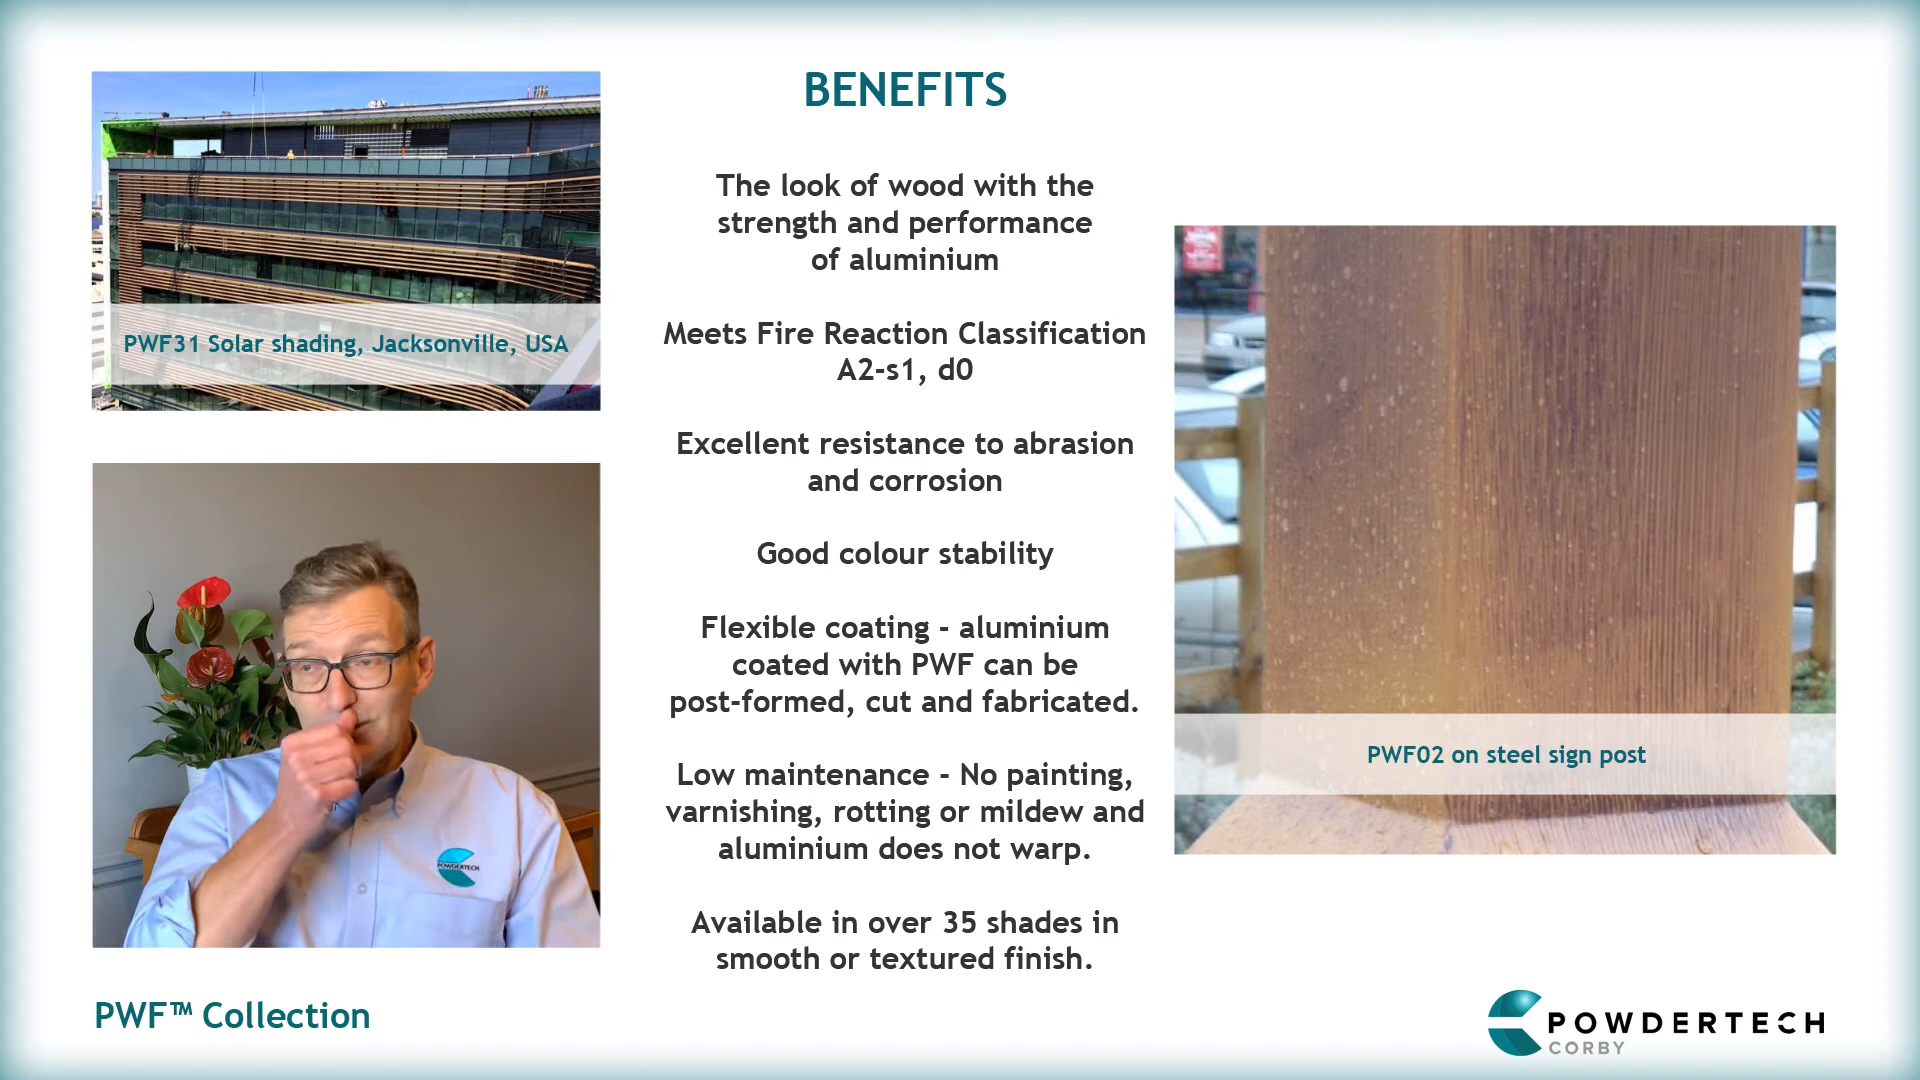 BENEFITS
The look of wood with the
strength and performance
of aluminium
Meets Fire Reaction Classification
A2-s1, d0
Excellent resistance to abrasion
and corrosion
Good colour stability
Flexible coating - aluminium
coated with PWF can be
post-formed, cut and fabricated.
Low maintenance - No painting,
varnishing, rotting or mildew and
aluminium does not warp.
Available in over 35 shades in
smooth or textured finish.
PWF31 Solar shading, Jacksonville, USA
POWDERTECH
PWF02 on steel sign post
PWF™ Collection
POWDERTECH
CORBY